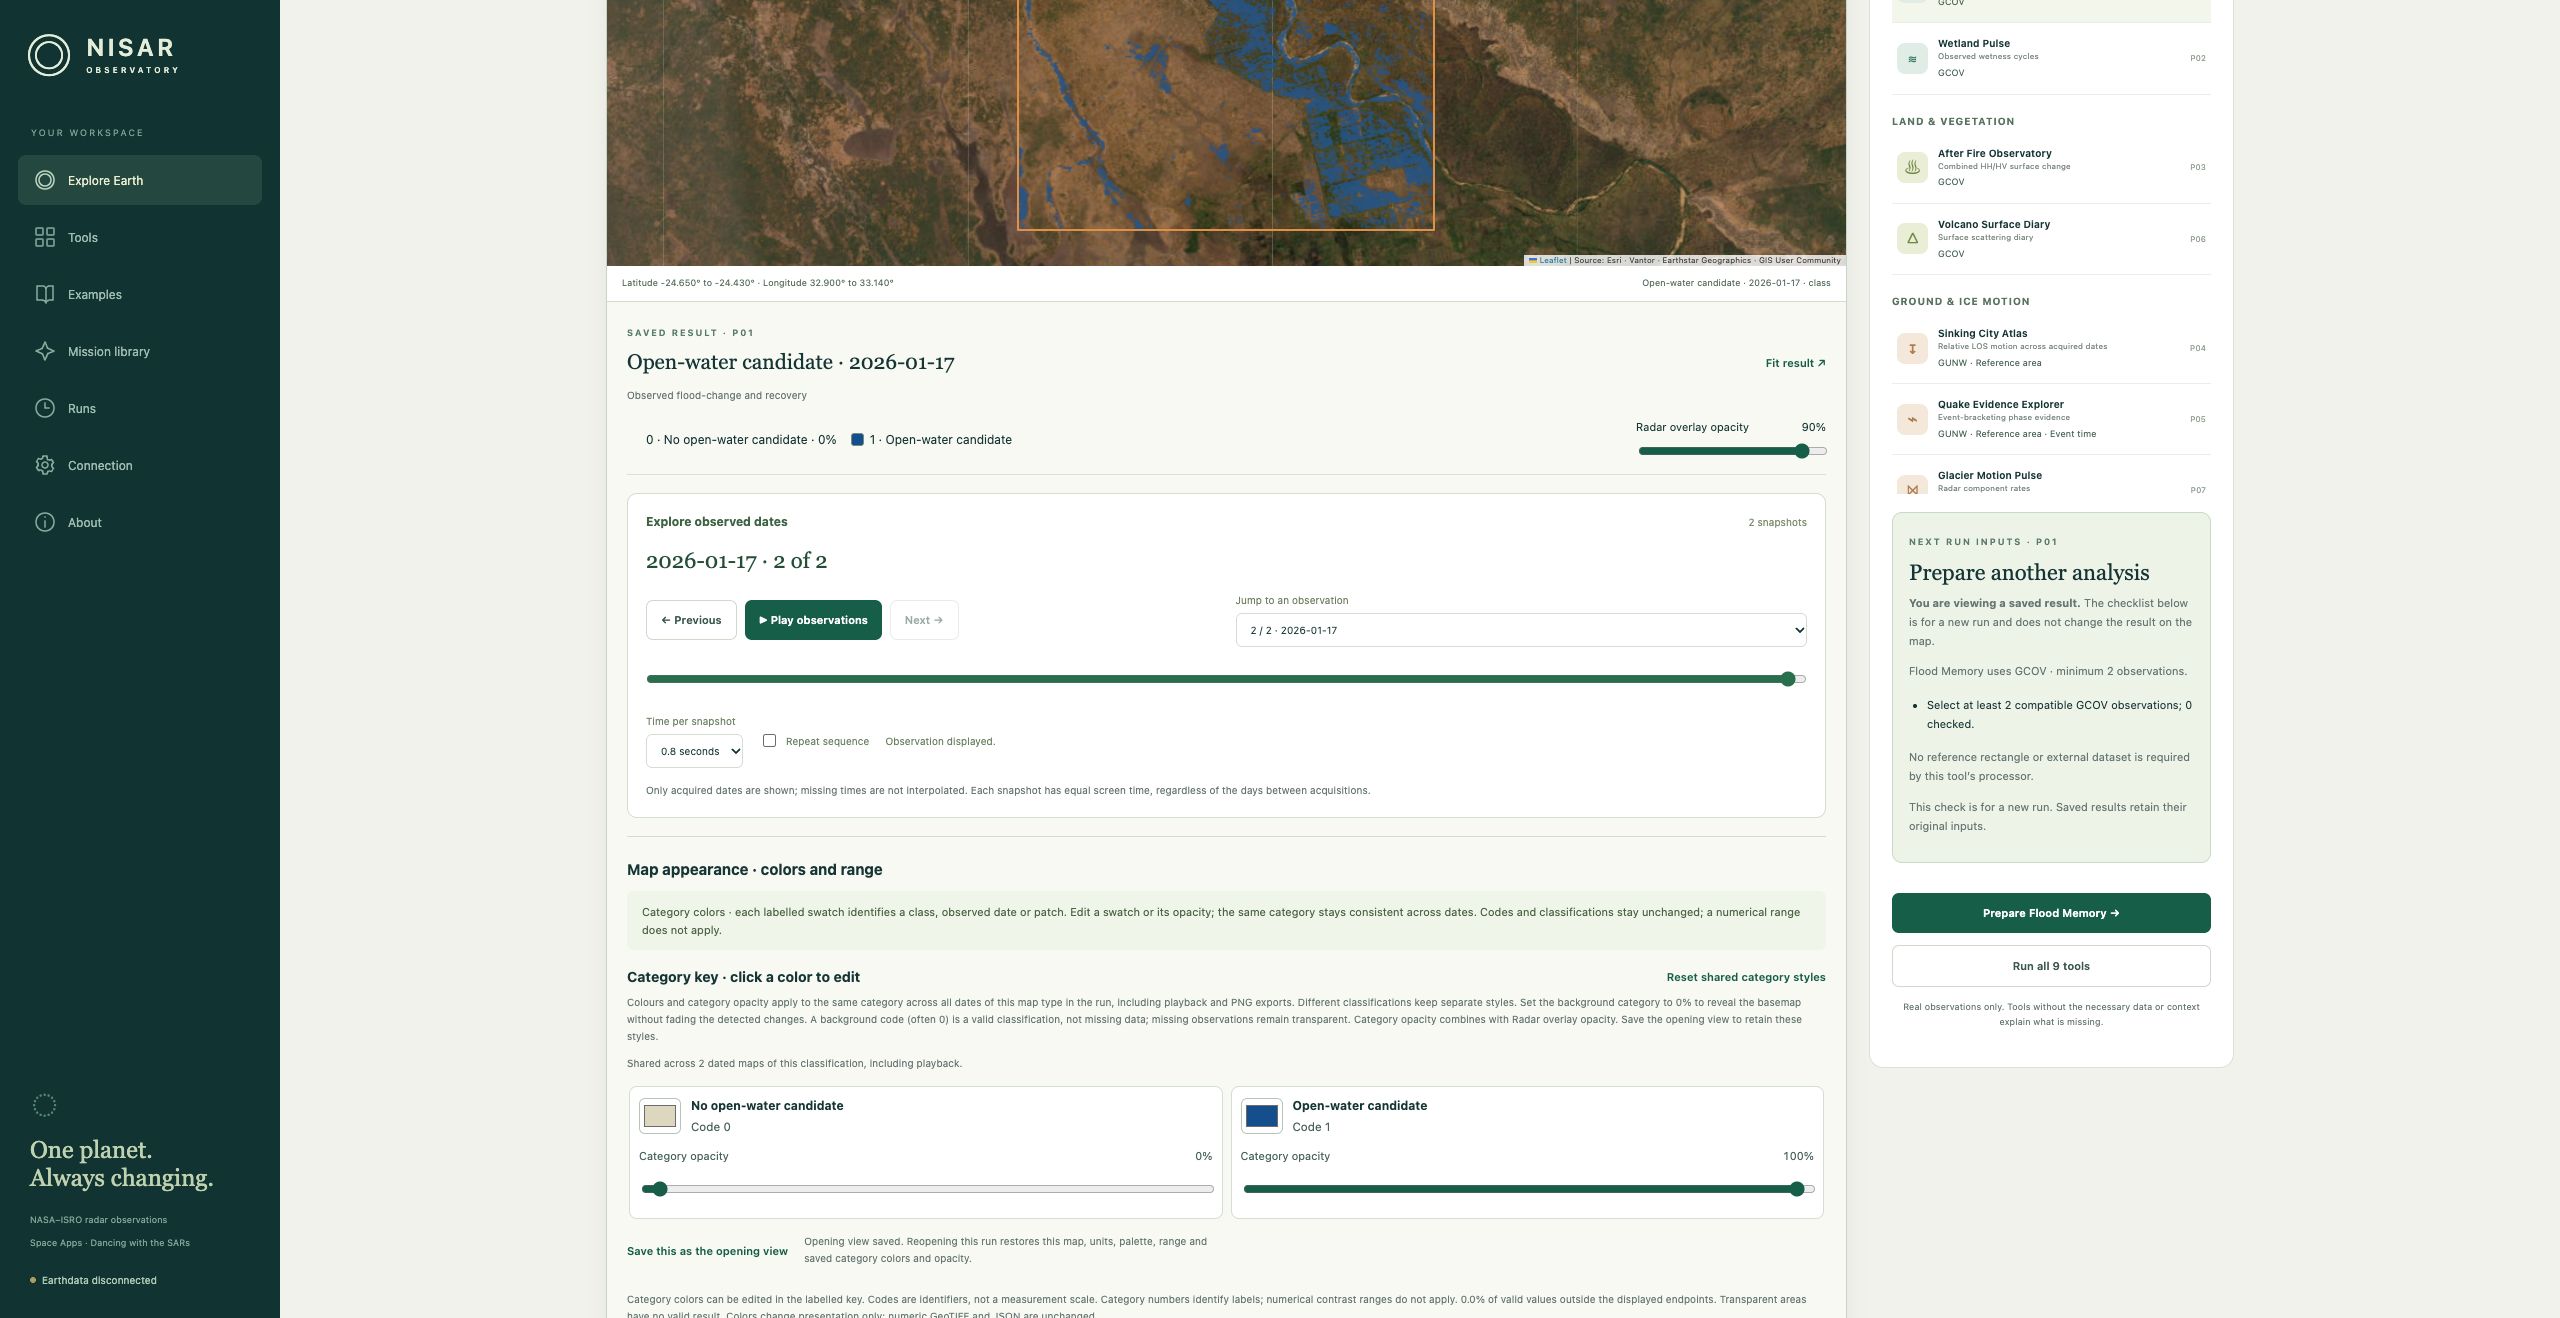 NISAR
OBSERVATORY
YOUR WORKSPACE
Explore Earth
Tools
Examples
Mission library
Runs
Connection
About
One planet.
Always changing.
NASA–ISRO radar observations
Space Apps · Dancing with the SARs
Earthdata disconnected
Leaflet | Source: Esri · Vantor · Earthstar Geographics · GIS User Community
Latitude -24.650° to -24.430° · Longitude 32.900° to 33.140°
Open-water candidate · 2026-01-17 · class
SAVED RESULT · P01
Open-water candidate · 2026-01-17
Fit result ↗
Observed flood-change and recovery
0 · No open-water candidate · 0%
1 · Open-water candidate
Radar overlay opacity
90%
Explore observed dates
2 snapshots
2026-01-17 · 2 of 2
← Previous
▶ Play observations
Next →
Jump to an observation
2 / 2 · 2026-01-17
Time per snapshot
0.8 seconds
Repeat sequence
Observation displayed.
Only acquired dates are shown; missing times are not interpolated. Each snapshot has equal screen time, regardless of the days between acquisitions.
Map appearance · colors and range
Category colors · each labelled swatch identifies a class, observed date or patch. Edit a swatch or its opacity; the same category stays consistent across dates. Codes and classifications stay unchanged; a numerical range
does not apply.
Category key · click a color to edit
Reset shared category styles
Colours and category opacity apply to the same category across all dates of this map type in the run, including playback and PNG exports. Different classifications keep separate styles. Set the background category to 0% to reveal the basemap
without fading the detected changes. A background code (often 0) is a valid classification, not missing data; missing observations remain transparent. Category opacity combines with Radar overlay opacity. Save the opening view to retain these
styles.
Shared across 2 dated maps of this classification, including playback.
No open-water candidate
Code 0
Category opacity
0%
Open-water candidate
Code 1
Category opacity
100%
Save this as the opening view
Opening view saved. Reopening this run restores this map, units, palette, range and
saved category colors and opacity.
Category colors can be edited in the labelled key. Codes are identifiers, not a measurement scale. Category numbers identify labels; numerical contrast ranges do not apply. 0.0% of valid values outside the displayed endpoints. Transparent areas
have no valid result. Colors change presentation only; numeric GeoTIFF and JSON are unchanged.
GCOV
Wetland Pulse
Observed wetness cycles
GCOV
P02
LAND & VEGETATION
After Fire Observatory
Combined HH/HV surface change
GCOV
P03
Volcano Surface Diary
Surface scattering diary
GCOV
P06
GROUND & ICE MOTION
Sinking City Atlas
Relative LOS motion across acquired dates
GUNW · Reference area
P04
Quake Evidence Explorer
Event-bracketing phase evidence
GUNW · Reference area · Event time
P05
Glacier Motion Pulse
Radar component rates
P07
NEXT RUN INPUTS · P01
Prepare another analysis
You are viewing a saved result. The checklist below
is for a new run and does not change the result on the
map.
Flood Memory uses GCOV · minimum 2 observations.
• Select at least 2 compatible GCOV observations; 0
checked.
No reference rectangle or external dataset is required
by this tool's processor.
This check is for a new run. Saved results retain their
original inputs.
Prepare Flood Memory →
Run all 9 tools
Real observations only. Tools without the necessary data or context
explain what is missing.